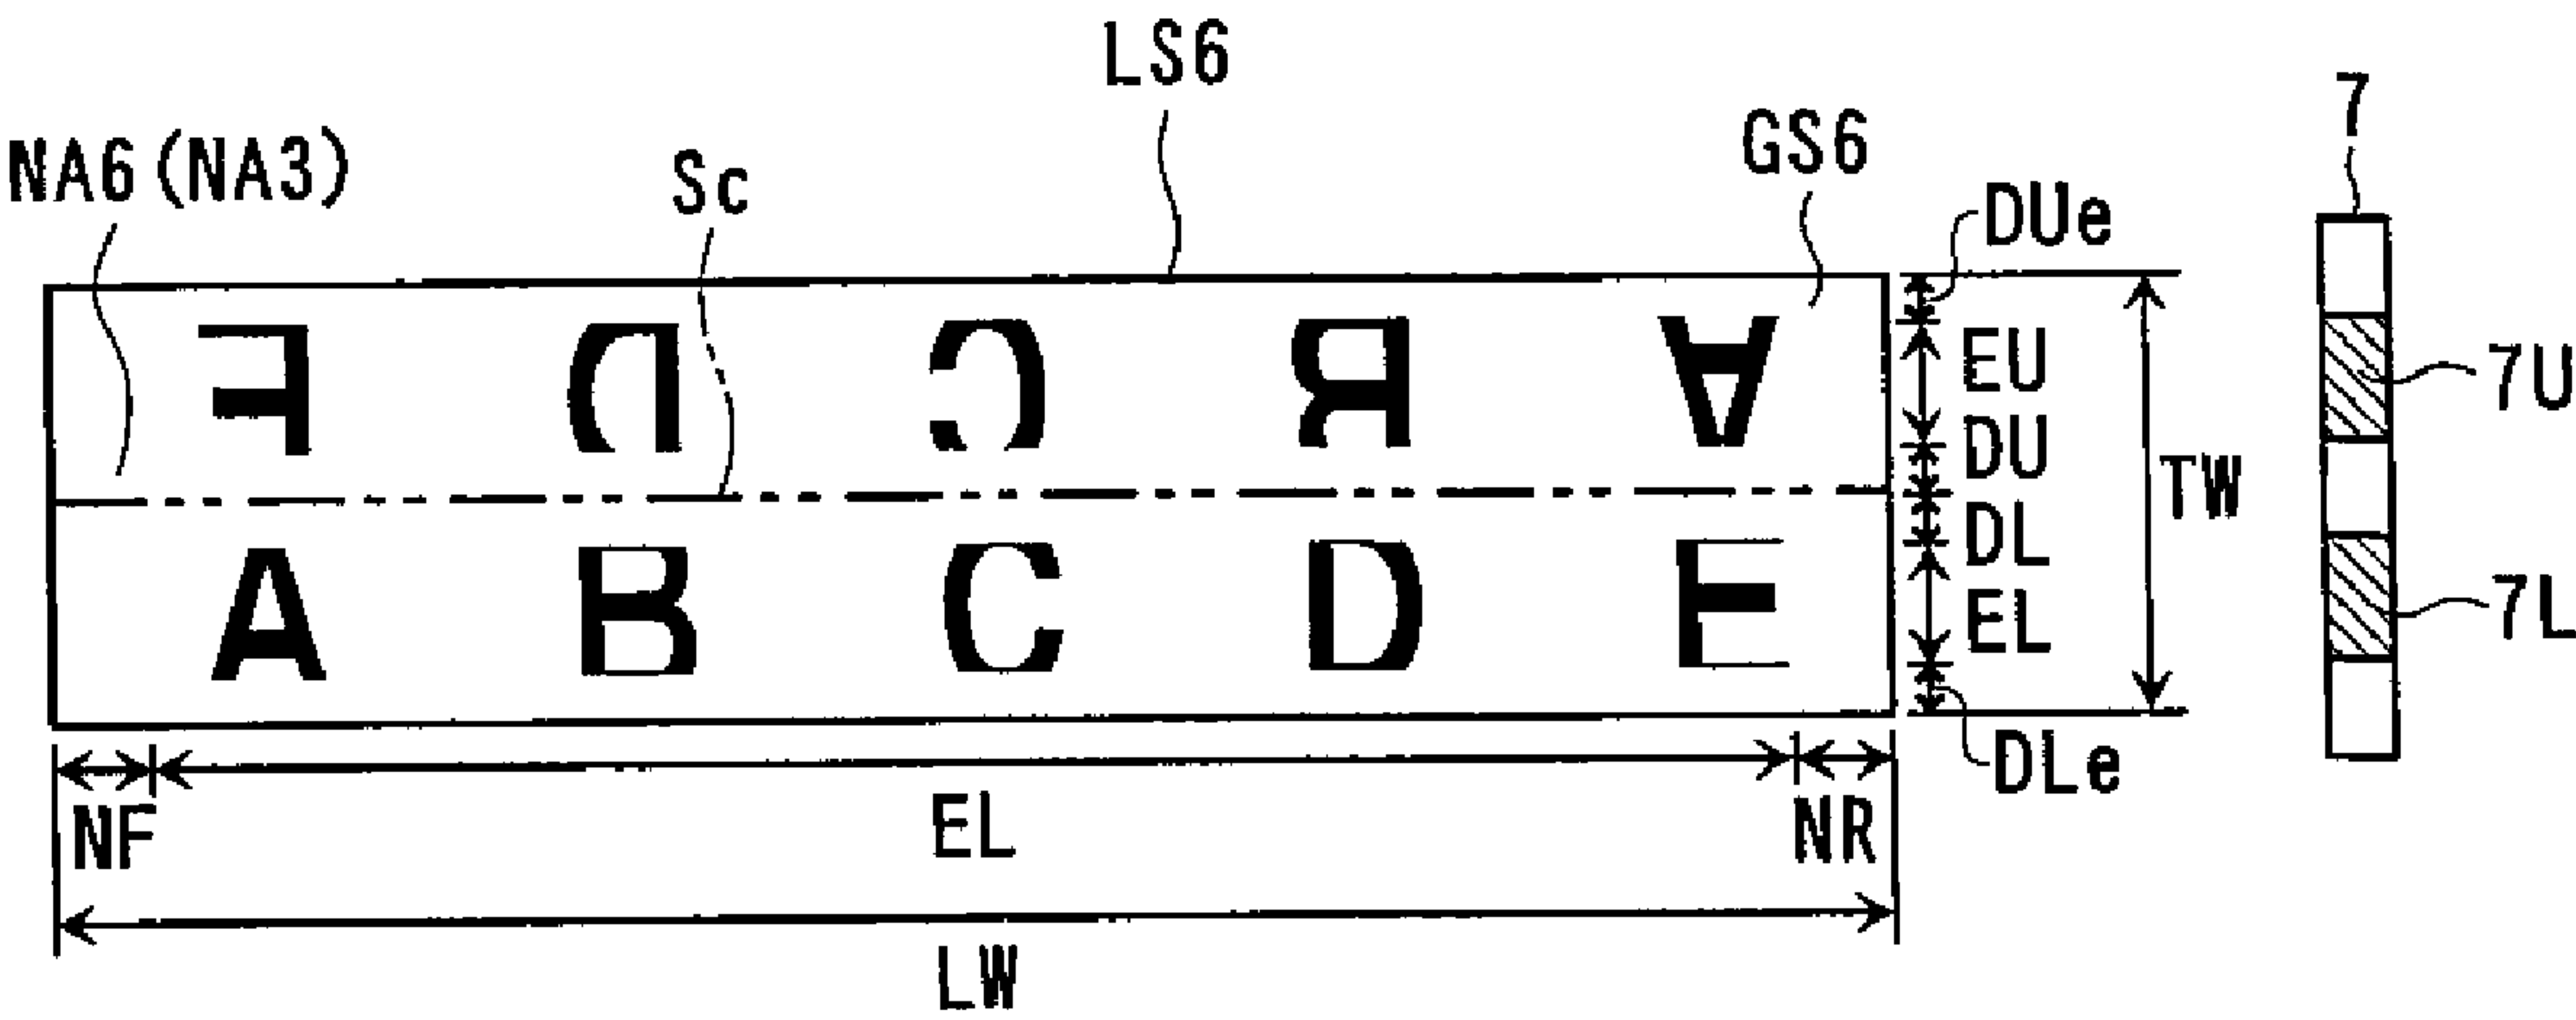 LS6
7
GS6
NA6(NA3)
Sc
DUe
E D C B A
EU
7U
DU
TW
DL
A B C D E
EL
7L
DLe
NF
EL
NR
LW